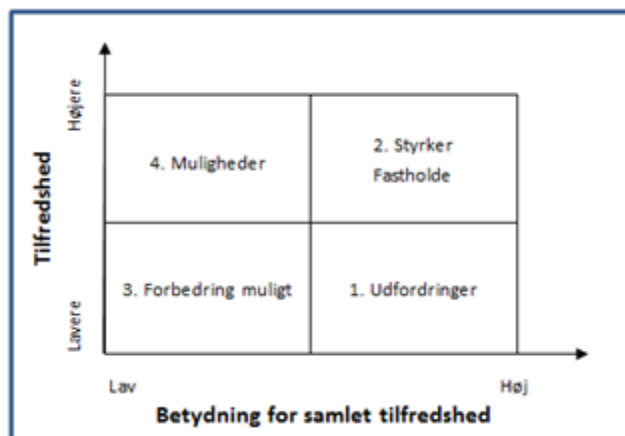 Højere
2. Styrker
4. Muligheder
Fastholde
Tilfredshed
3. Forbedring muligt
1. Udfordringer
Lavere
Lav
Høj
Betydning for samlet tilfredshed